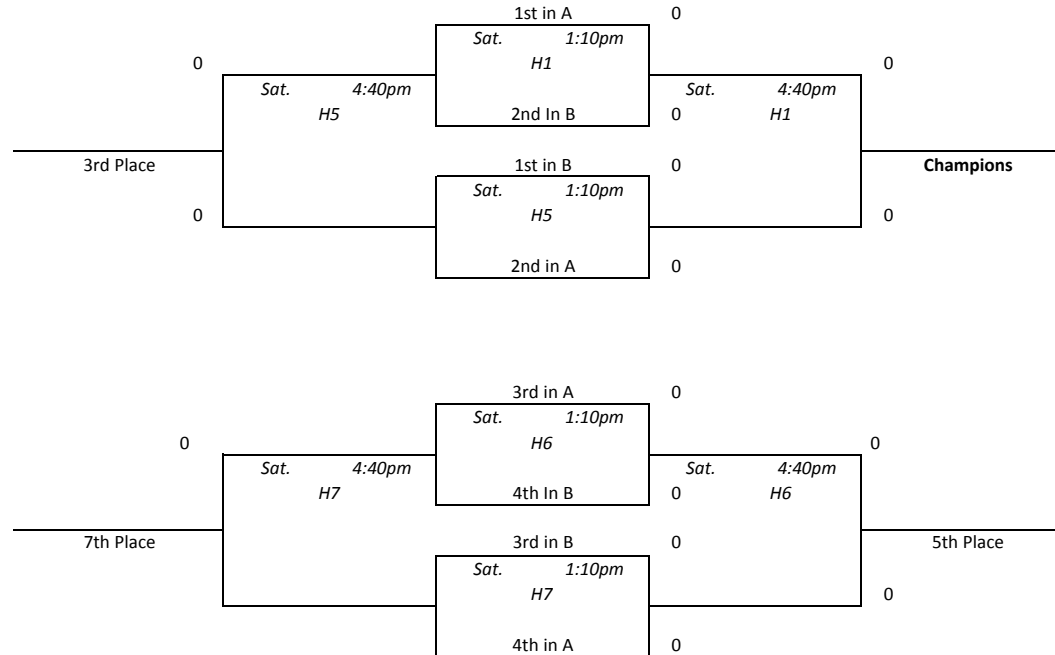 1st in A 0
Sat. 1:10pm
0 H1 0
Sat. 4:40pm Sat. 4:40pm
H5 2nd In B 0 H1
3rd Place 1st in B 0 Champions
Sat. 1:10pm
0 H5 0
2nd in A 0
3rd in A 0
Sat. 1:10pm
0 H6 0
Sat. 4:40pm Sat. 4:40pm
H7 4th In B 0 H6
7th Place 3rd in B 0 5th Place
Sat. 1:10pm
H7 0
4th in A 0